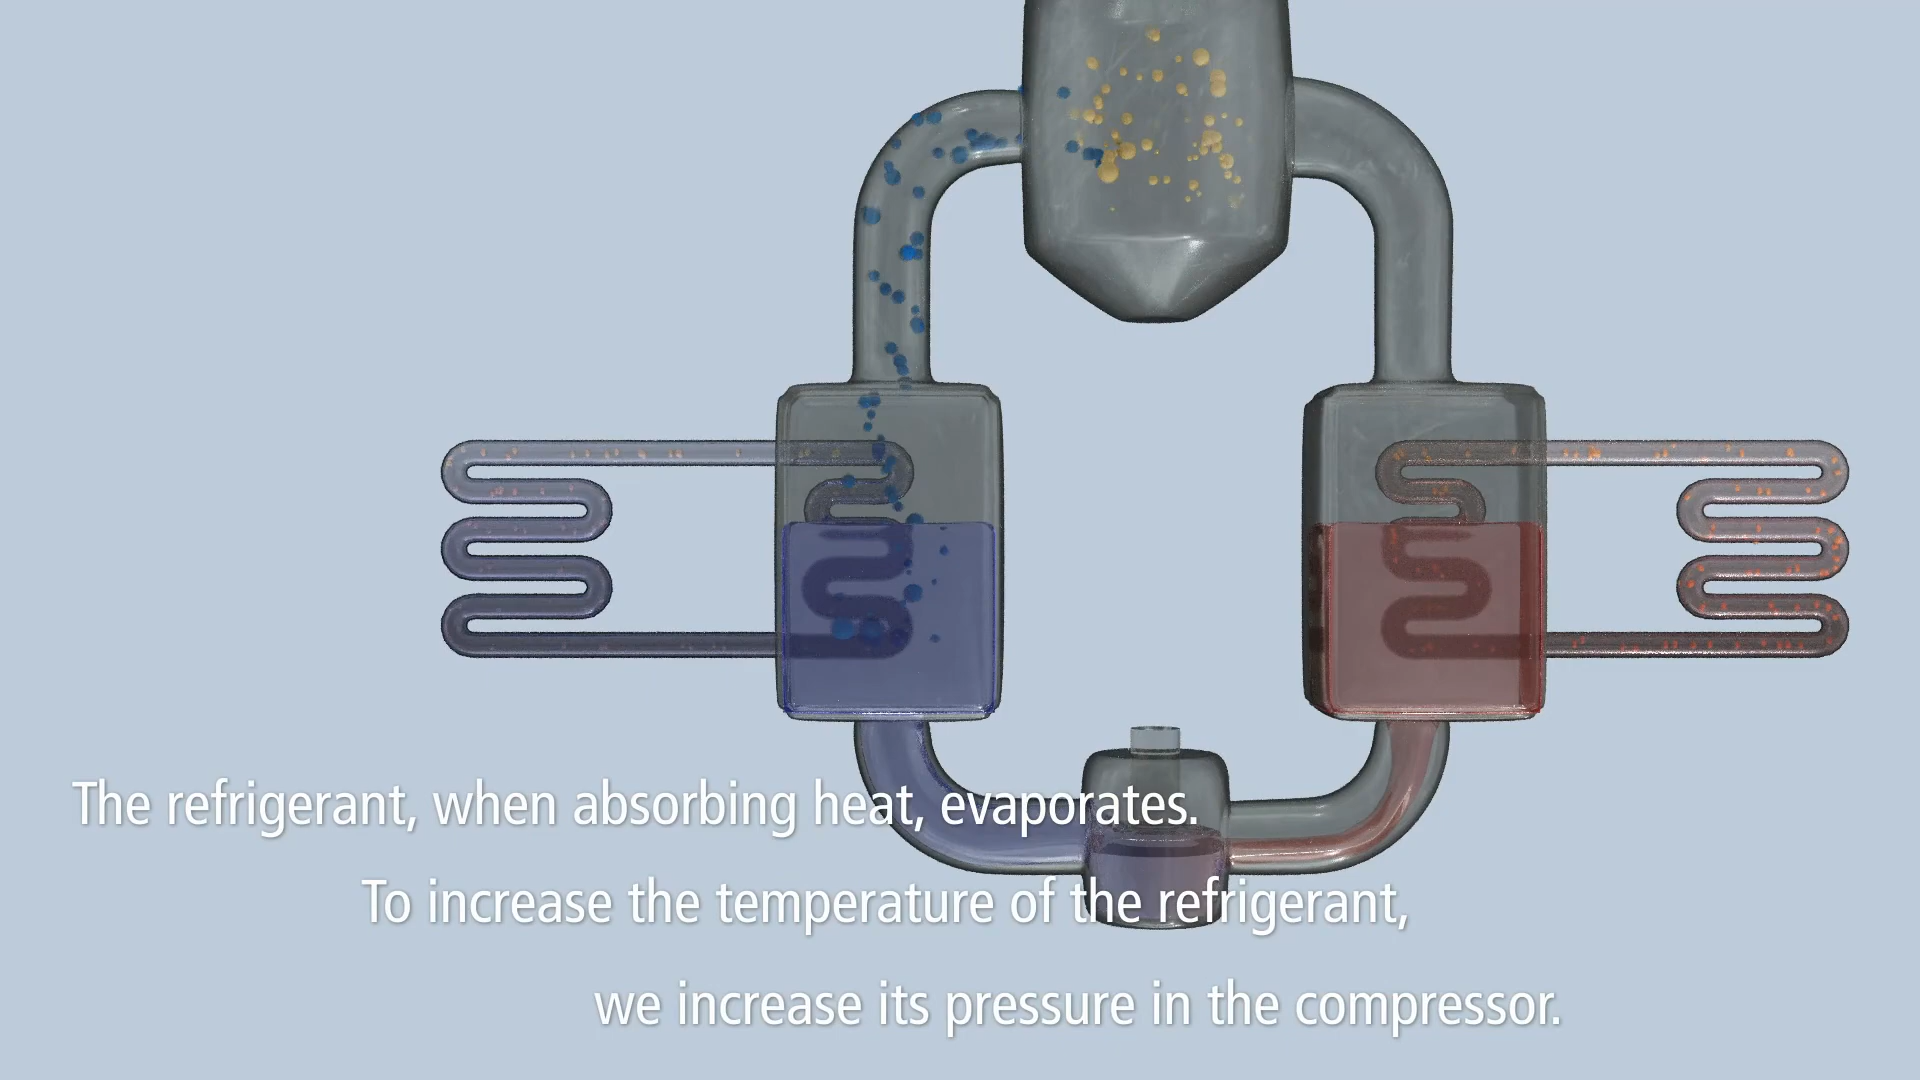 The refrigerant, when absorbing heat, evaporates.
To increase the temperature of the refrigerant,
we increase its pressure in the compressor.